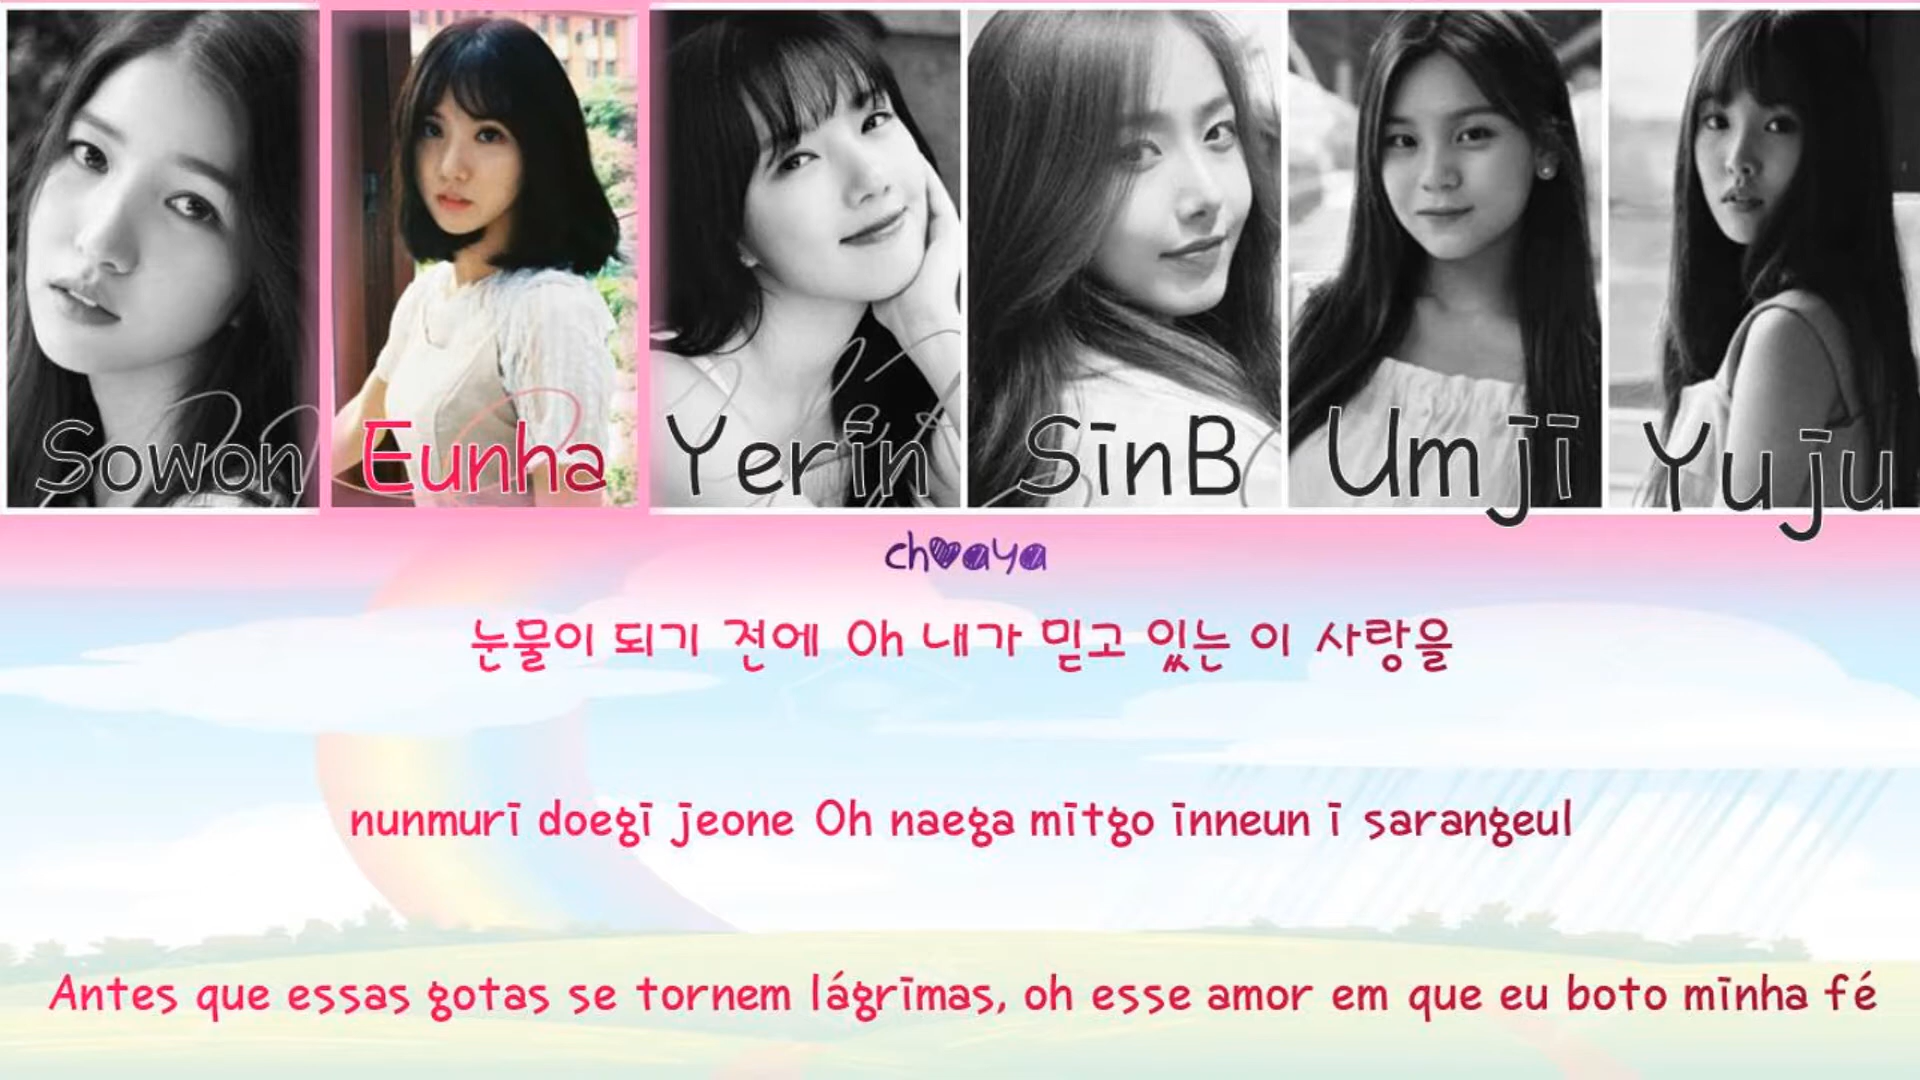 Sowon Eunha Yerin SinB Umji Yuju
ch♥aya
눈물이 되기 전에 Oh 내가 믿고 있는 이 사랑을
nunmuri doegi jeone Oh naega mitgo inneun i sarangeul
Antes que essas gotas se tornem lágrimas, oh esse amor em que eu boto minha fé